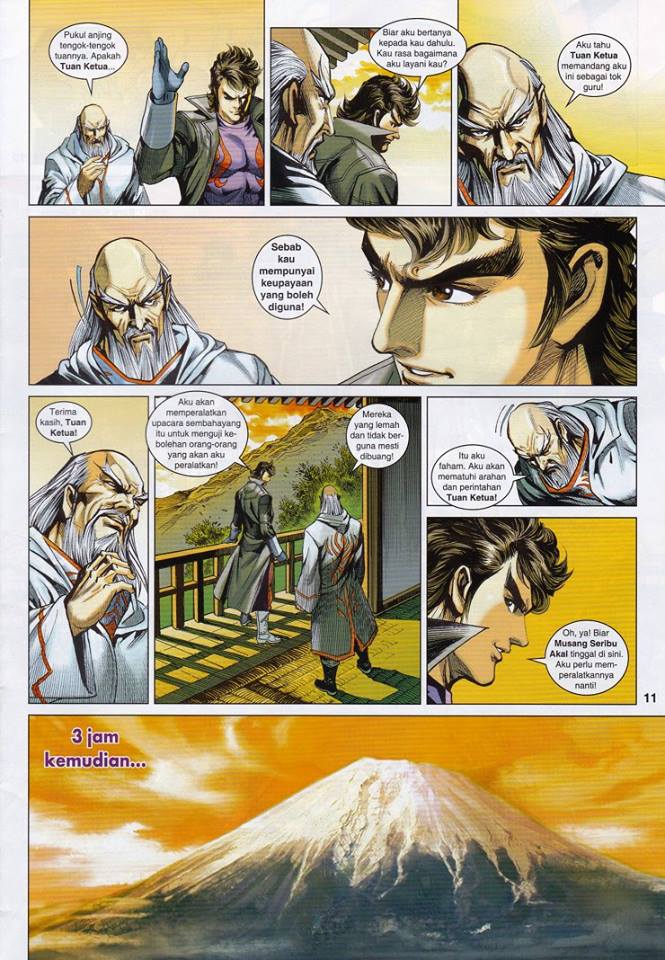 Pukul anjing
tengok-tengok
tuannya. Apakah
Tuan Ketua...
Biar aku bertanya
kepada kau dahulu.
Kau rasa bagaimana
aku layani kau?
Aku tahu
Tuan Ketua
memandang aku
ini sebagai tok
guru!
Sebab
kau
mempunyai
keupayaan
yang boleh
diguna!
Terima
kasih, Tuan
Ketua!
Aku akan
memperalatkan
upacara sembahayang
itu untuk menguji ke-
bolehan orang-orang
yang akan aku
peralatkan!
Mereka
yang lemah
dan tidak ber-
guna mesti
dibuang!
Itu aku
faham. Aku akan
mematuhi arahan
dan perintahan
Tuan Ketua!
Oh, ya! Biar
Musang Seribu
Akal tinggal di sini.
Aku perlu mem-
peralatkannya
nanti!
11
3 jam
kemudian...